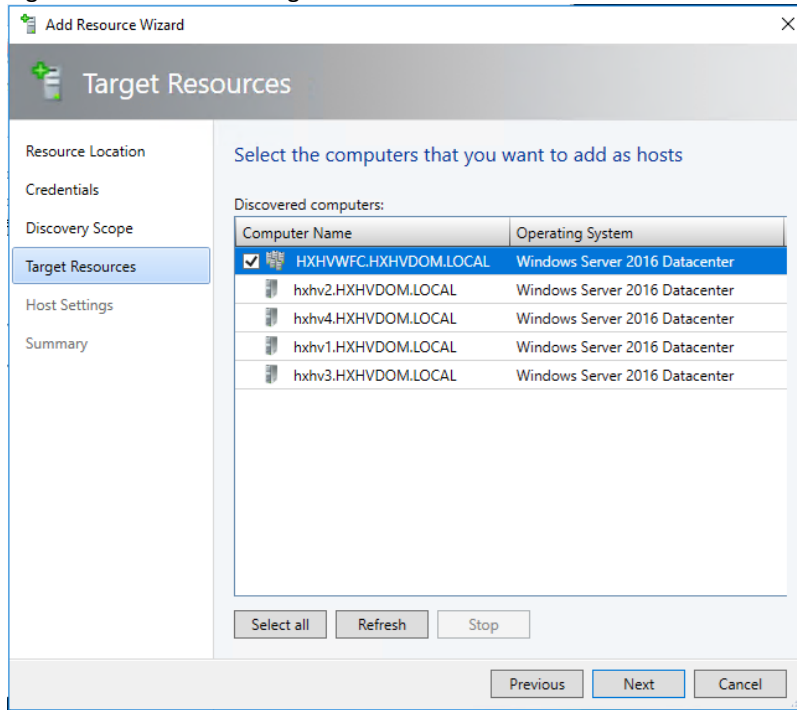 Add Resource Wizard
Target Resources
Resource Location
Credentials
Discovery Scope
Target Resources
Host Settings
Summary
Select the computers that you want to add as hosts
Discovered computers:
Computer Name Operating System
HXHVWFC.HXHVDOM.LOCAL Windows Server 2016 Datacenter
hxhv2.HXHVDOM.LOCAL Windows Server 2016 Datacenter
hxhv4.HXHVDOM.LOCAL Windows Server 2016 Datacenter
hxhv1.HXHVDOM.LOCAL Windows Server 2016 Datacenter
hxhv3.HXHVDOM.LOCAL Windows Server 2016 Datacenter
Select all Refresh Stop
Previous Next Cancel